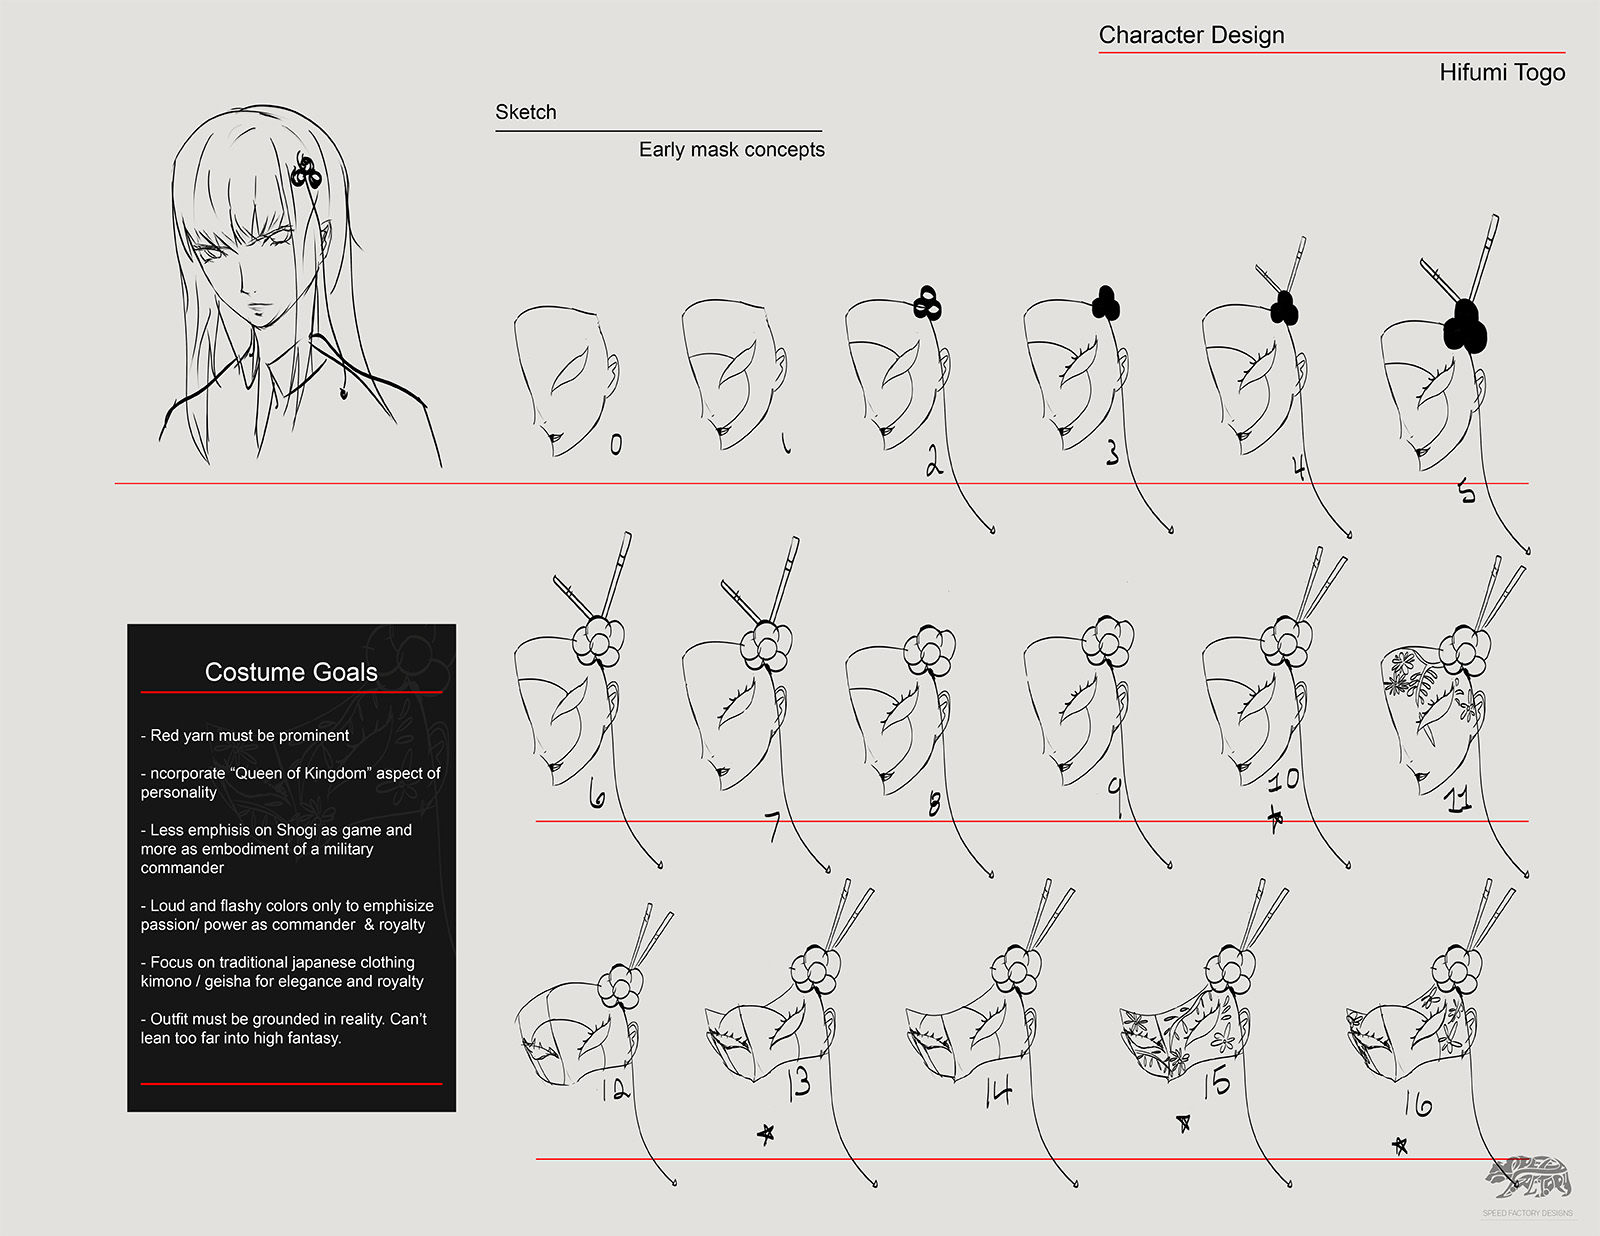 Character Design
Hifumi Togo
Sketch
Early mask concepts
0
1
2
3
4
5
Costume Goals
- Red yarn must be prominent
- ncorporate “Queen of Kingdom” aspect of
personality
- Less emphisis on Shogi as game and
more as embodiment of a military
commander
- Loud and flashy colors only to emphisize
passion/ power as commander  & royalty
- Focus on traditional japanese clothing
kimono / geisha for elegance and royalty
- Outfit must be grounded in reality. Can’t
lean too far into high fantasy.
6
7
8
9
10
11
12
13
14
15
16
SPEED FACTORY
SPEED FACTORY DESIGNS